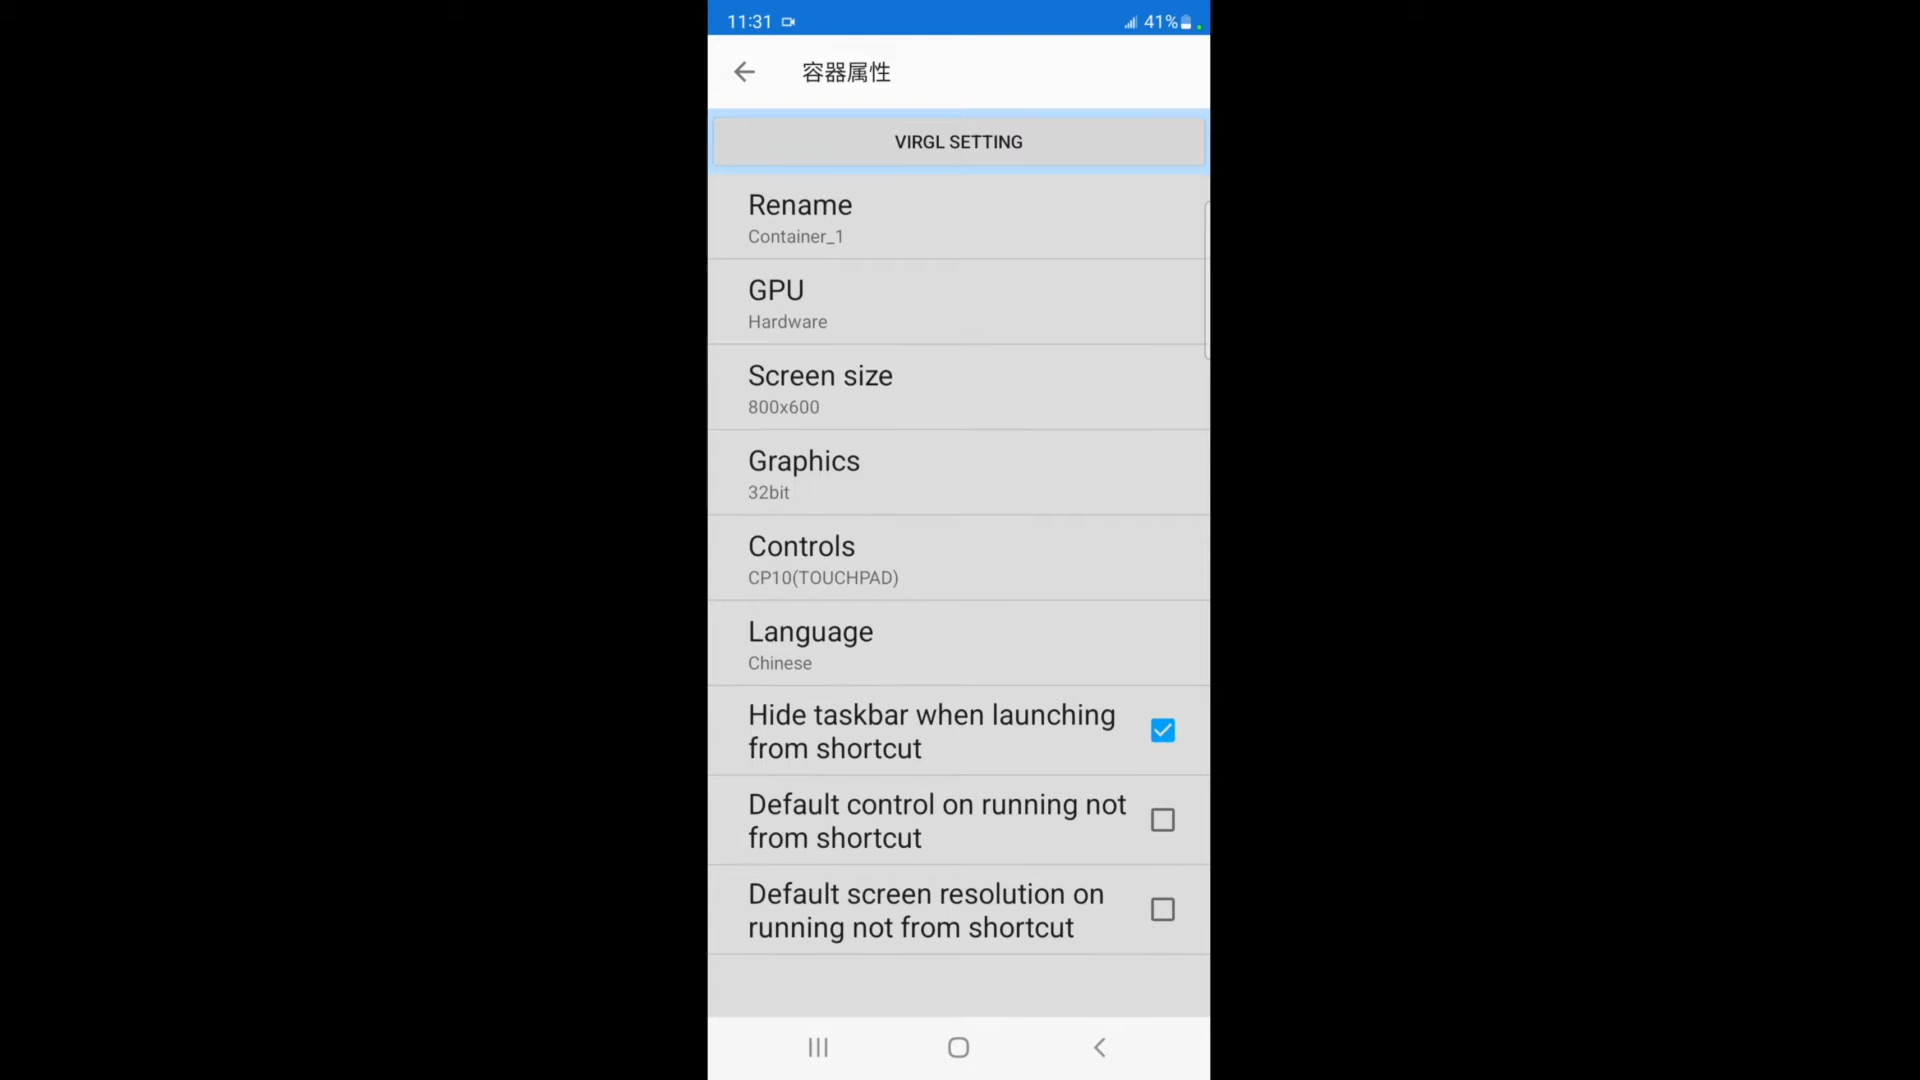 11:31
41%
容器属性
VIRGL SETTING
Rename
Container_1
GPU
Hardware
Screen size
800x600
Graphics
32bit
Controls
CP10(TOUCHPAD)
Language
Chinese
Hide taskbar when launching
from shortcut
Default control on running not
from shortcut
Default screen resolution on
running not from shortcut